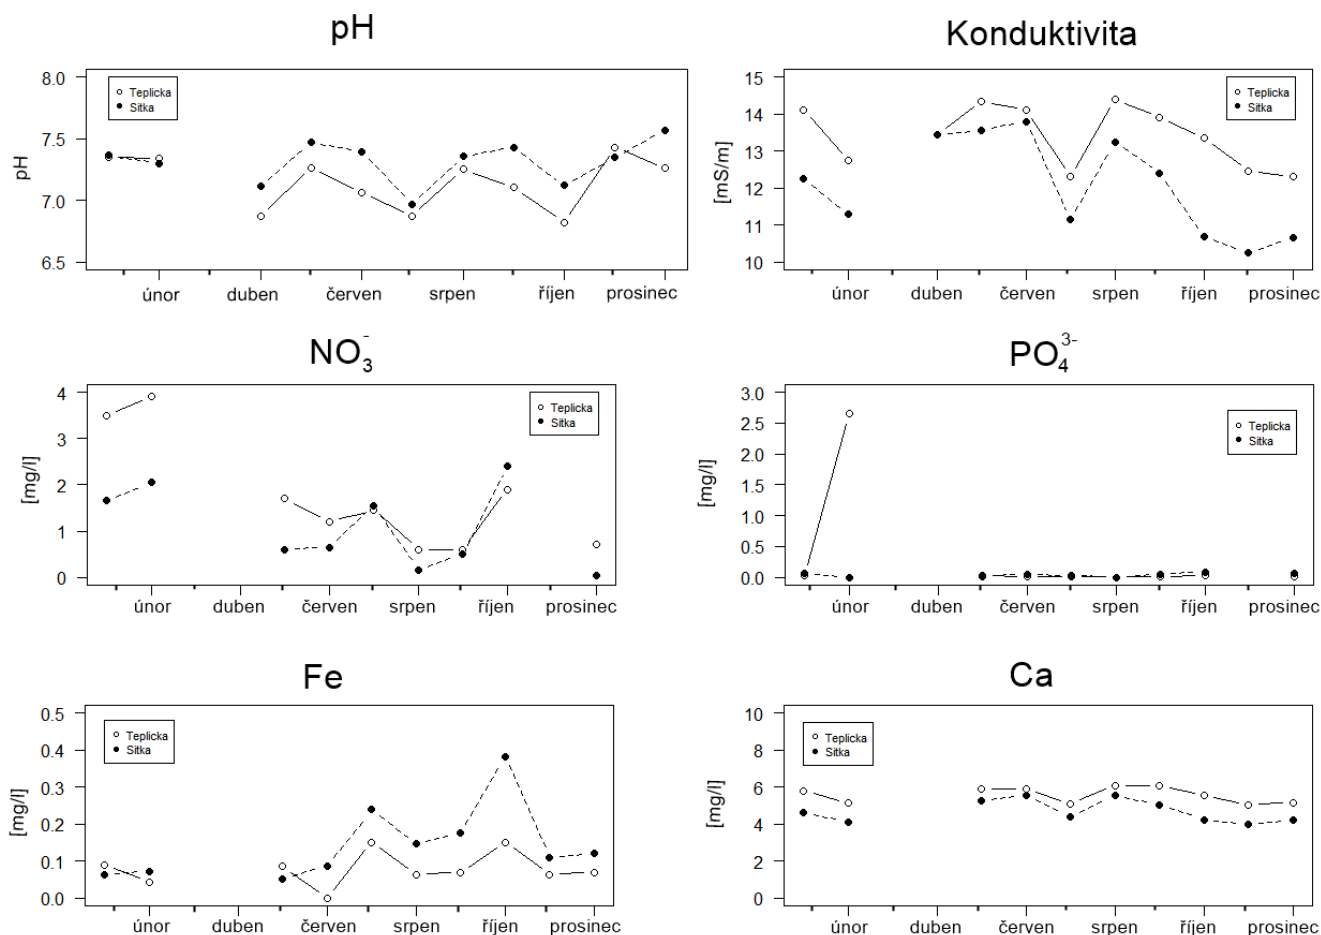 pH
8.0
7.5
7.0
6.5
pH
Teplicka
Sitka
únor duben červen srpen říjen prosinec
Konduktivita
15
14
13
12
11
10
[mS/m]
Teplicka
Sitka
únor duben červen srpen říjen prosinec
NO₃⁻
4
3
2
1
0
[mg/l]
Teplicka
Sitka
únor duben červen srpen říjen prosinec
PO₄³⁻
3.0
2.5
2.0
1.5
1.0
0.5
0.0
[mg/l]
Teplicka
Sitka
únor duben červen srpen říjen prosinec
Fe
0.5
0.4
0.3
0.2
0.1
0.0
[mg/l]
Teplicka
Sitka
únor duben červen srpen říjen prosinec
Ca
10
8
6
4
2
0
[mg/l]
Teplicka
Sitka
únor duben červen srpen říjen prosinec